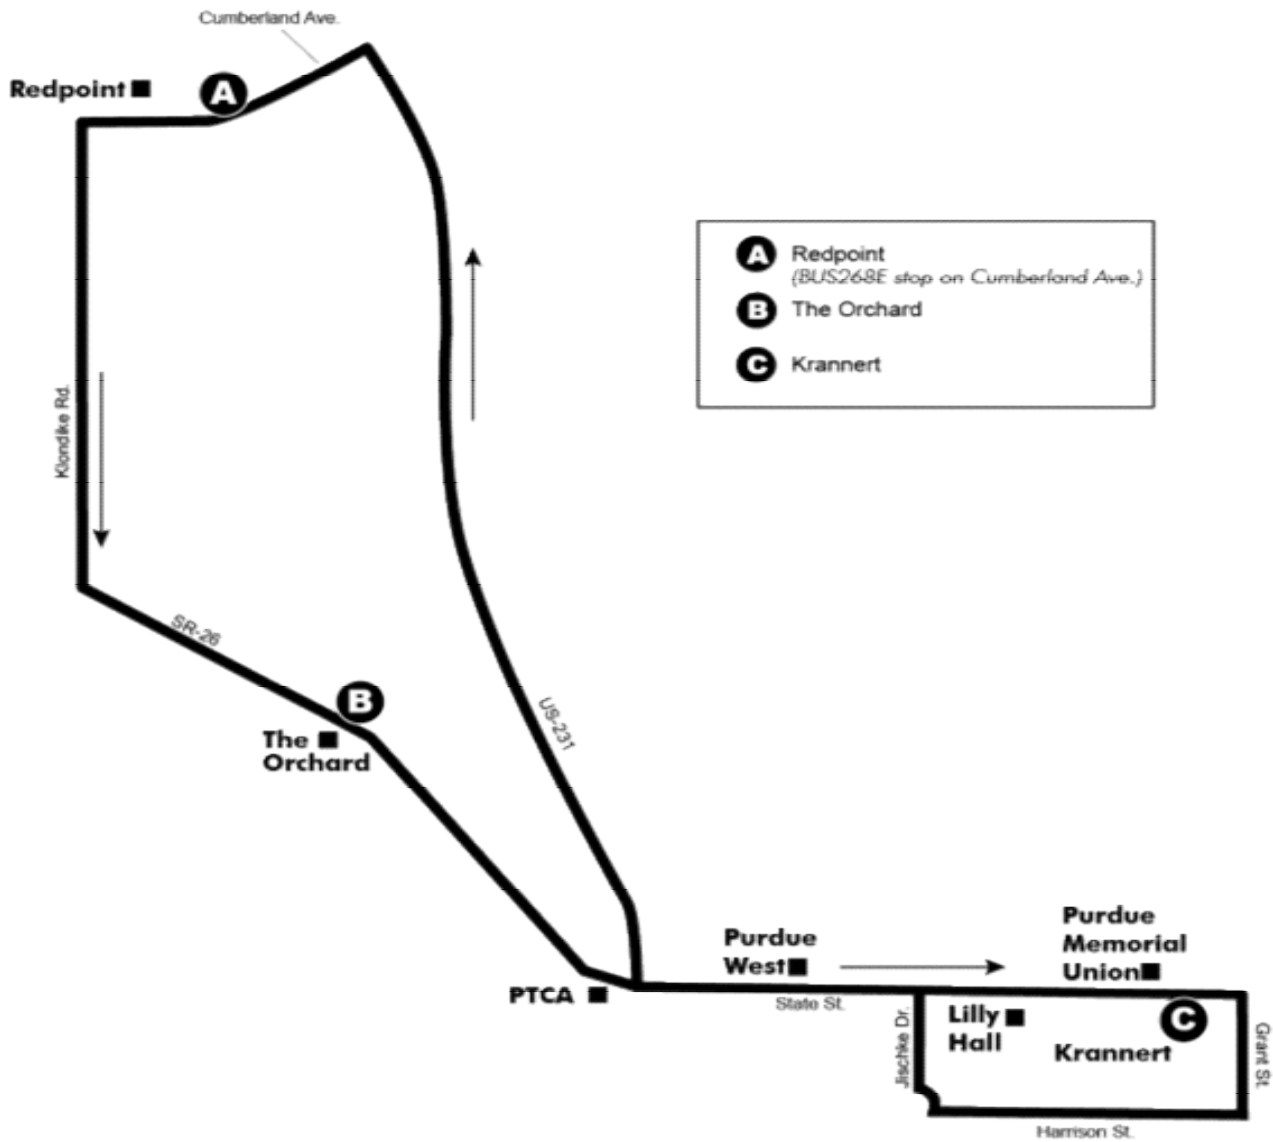 Cumberland Ave.
Redpoint
A
A Redpoint
(BUS268E stop on Cumberland Ave.)
B The Orchard
C Krannert
Klondike Rd.
SR-26
B
The
Orchard
US-231
Purdue
West
Purdue
Memorial
Union
PTCA
State St.
Jischke Dr.
Lilly
Hall
C
Krannert
Grant St.
Harrison St.